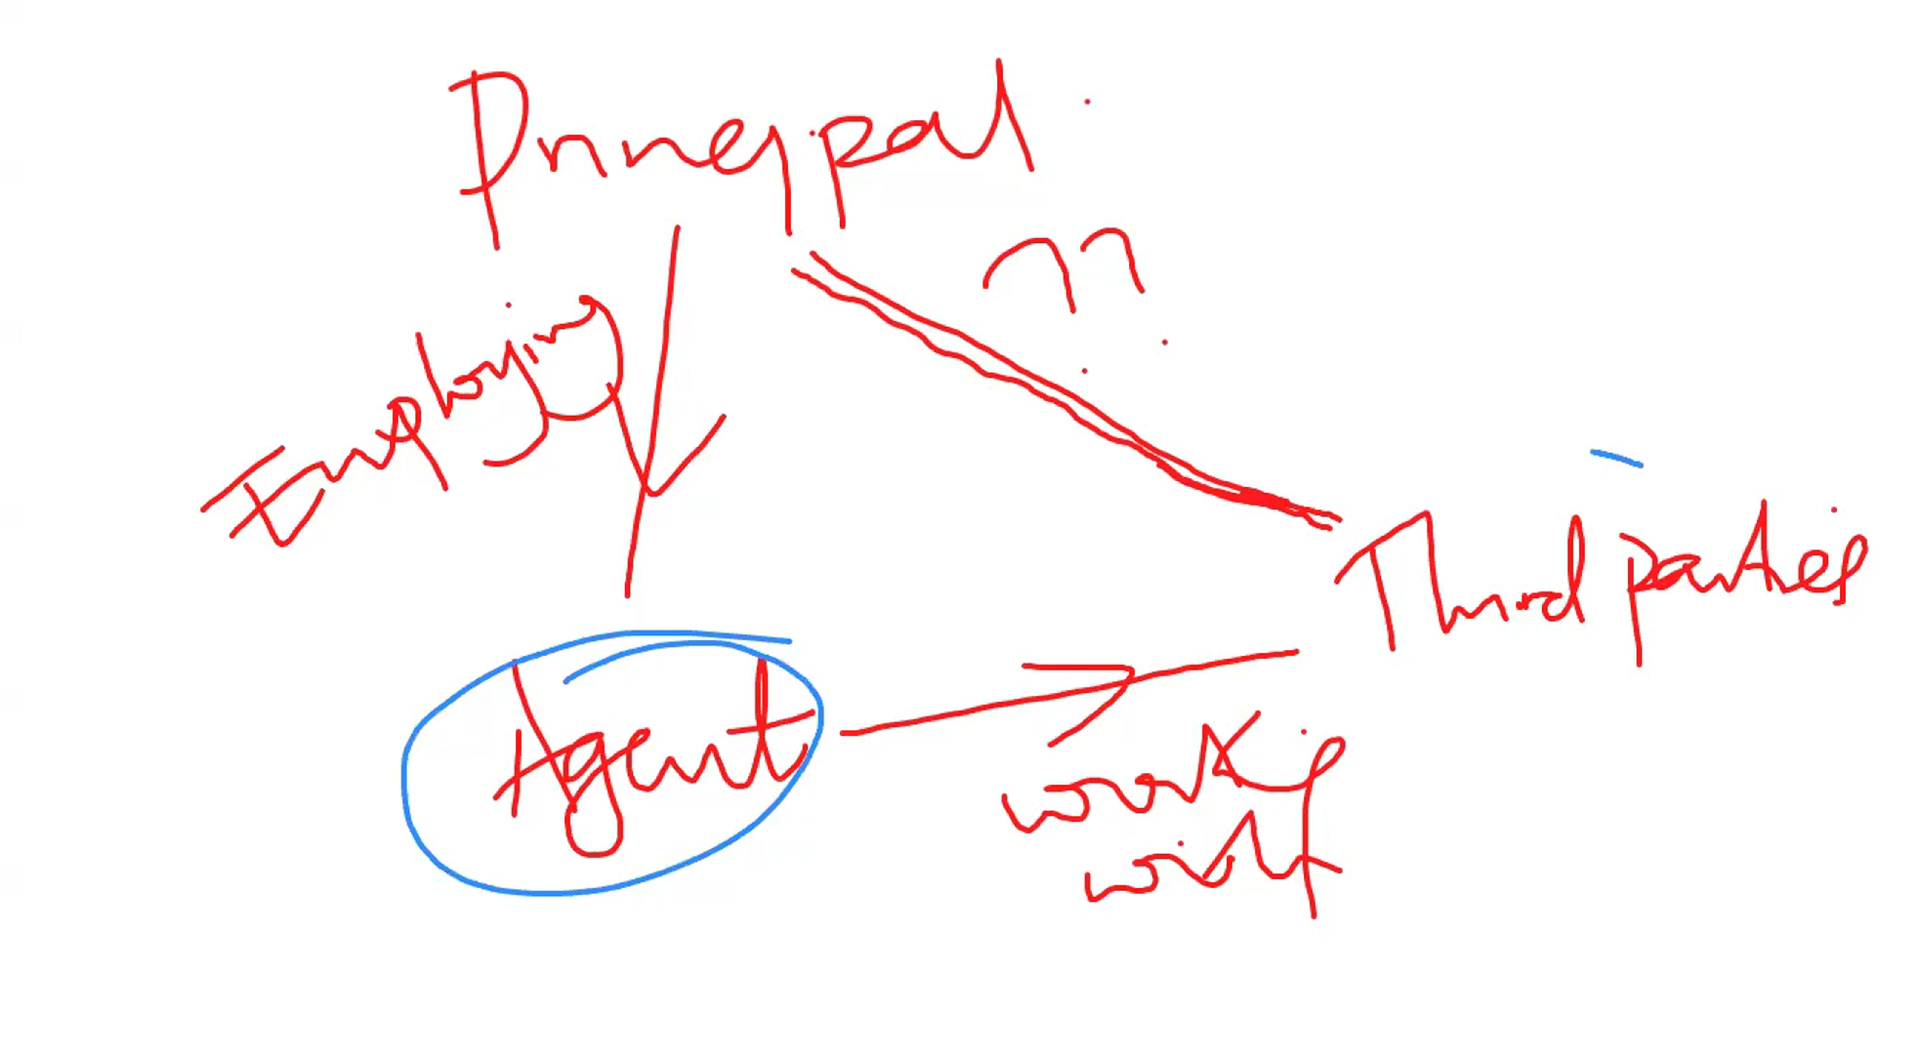 Principal
??
Employing
Third parties
Agent
working
with